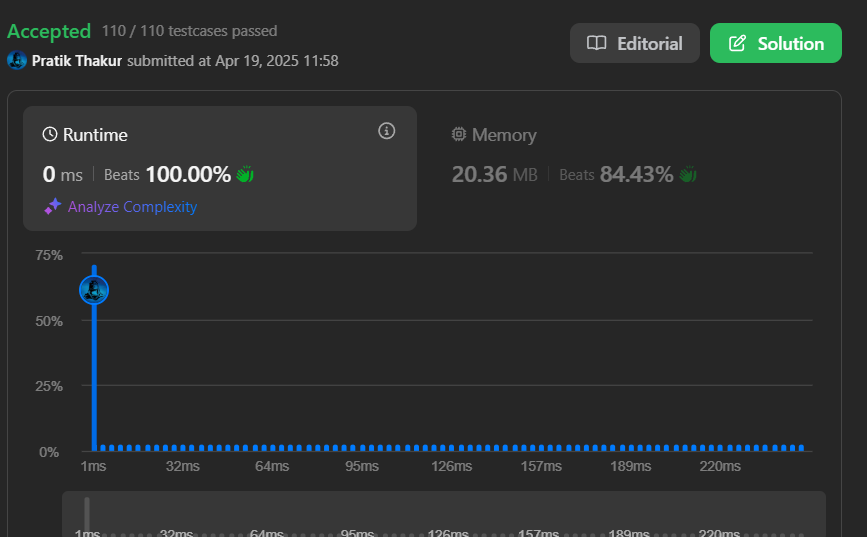 Accepted 110 / 110 testcases passed
Pratik Thakur submitted at Apr 19, 2025 11:58
Editorial
Solution
Runtime
0 ms Beats 100.00%
Analyze Complexity
Memory
20.36 MB Beats 84.43%
75%
50%
25%
0%
1ms 32ms 64ms 95ms 126ms 157ms 189ms 220ms
1ms 32ms 64ms 95ms 126ms 157ms 189ms 220ms